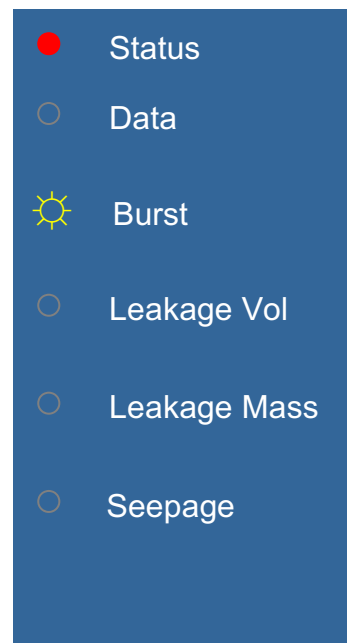 Status
Data
Burst
Leakage Vol
Leakage Mass
Seepage